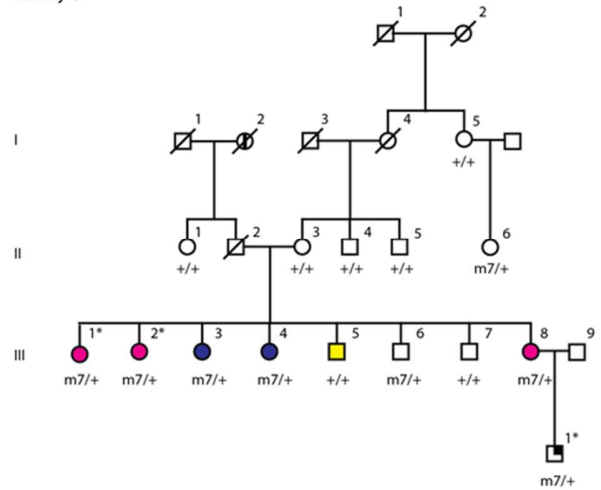 1 2
I 1 2 3 4 5
+/+
II 1 2 3 4 5 6
+/+ +/+ +/+ +/+ m7/+
III 1* 2* 3 4 5 6 7 8 9
m7/+ m7/+ m7/+ m7/+ +/+ m7/+ +/+ m7/+
1*
m7/+